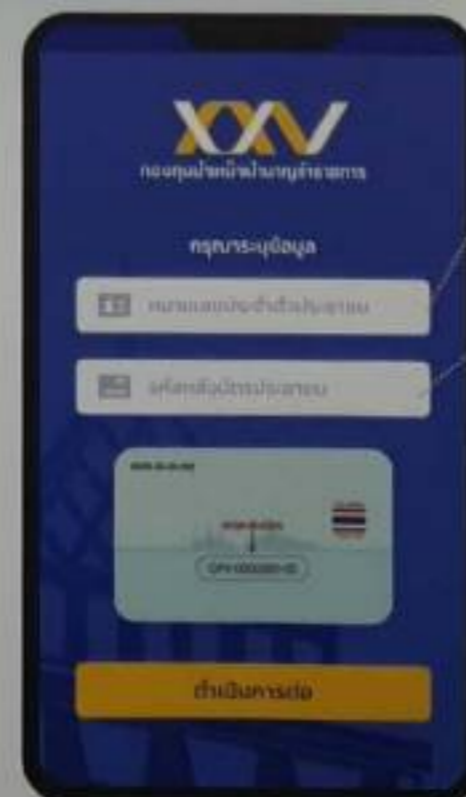 XXV
กองทุนบำเหน็จบำนาญข้าราชการ
กรุณาระบุข้อมูล
หมายเลขประจำตัวประชาชน
รหัสหลังบัตรประชาชน
ดำเนินการต่อ